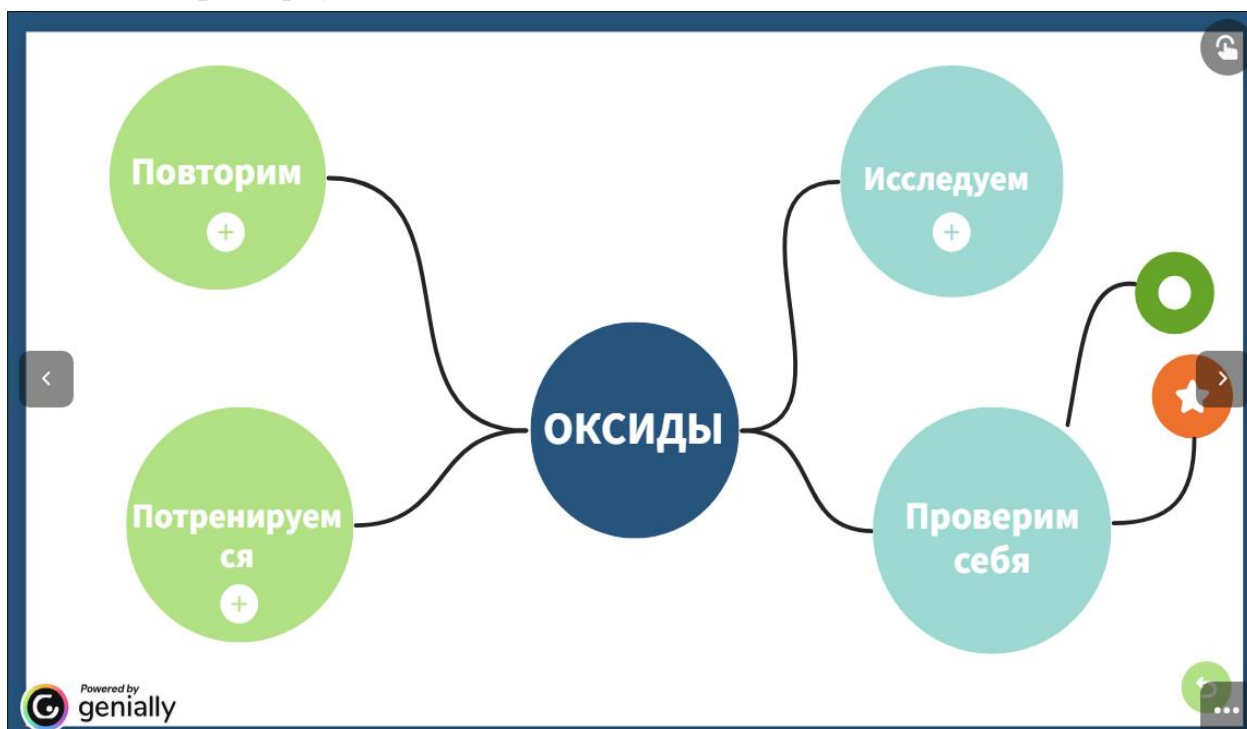 Повторим
Исследуем
ОКСИДЫ
Потренируем
ся
Проверим
себя
Powered by
genially